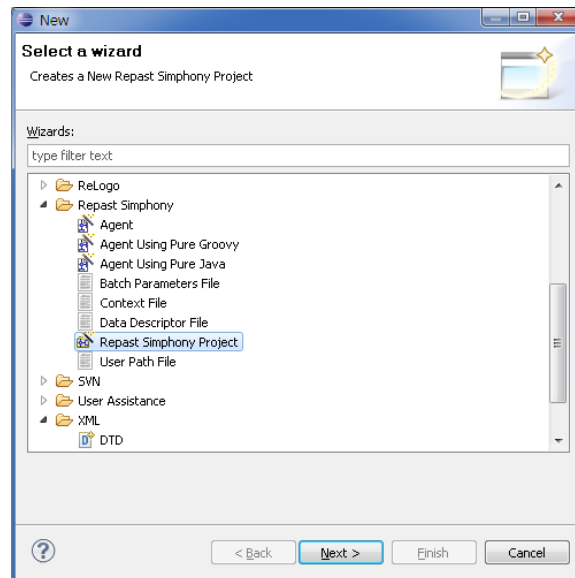 New
Select a wizard
Creates a New Repast Simphony Project
Wizards:
type filter text
ReLogo
Repast Simphony
Agent
Agent Using Pure Groovy
Agent Using Pure Java
Batch Parameters File
Context File
Data Descriptor File
Repast Simphony Project
User Path File
SVN
User Assistance
XML
DTD
< Back Next > Finish Cancel